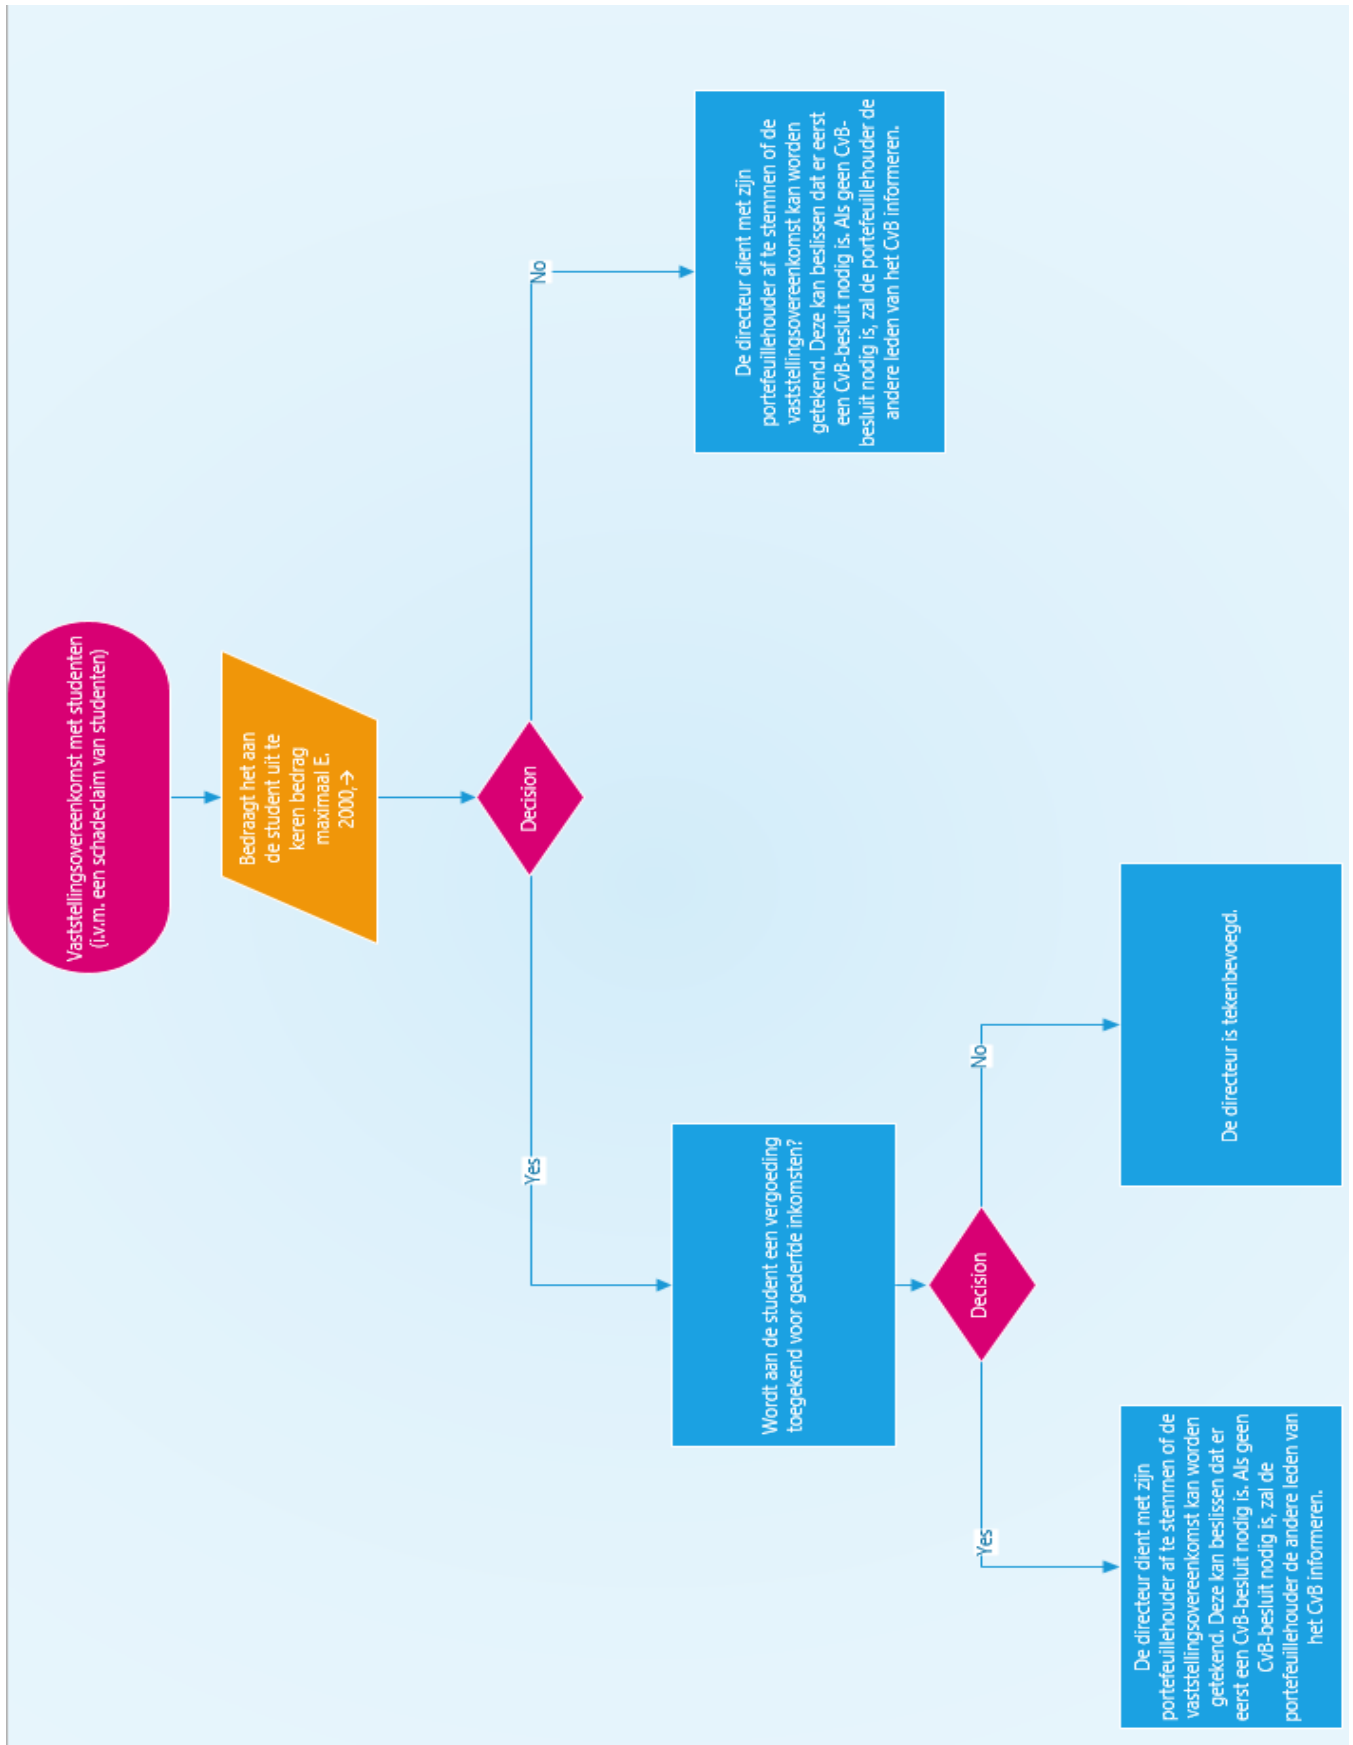 Vaststellingsovereenkomst met studenten
(i.v.m. een schadeclaim van studenten)
Bedraagt het aan
de student uit te
keren bedrag
maximaal E.
2000,→
Decision
Yes
No
Wordt aan de student een vergoeding
toegekend voor gederfde inkomsten?
De directeur dient met zijn
portefeuillehouder af te stemmen of de
vaststellingsovereenkomst kan worden
getekend. Deze kan beslissen dat er eerst
een CvB-besluit nodig is. Als geen CvB-
besluit nodig is, zal de portefeuillehouder de
andere leden van het CvB informeren.
Decision
Yes
No
De directeur dient met zijn
portefeuillehouder af te stemmen of de
vaststellingsovereenkomst kan worden
getekend. Deze kan beslissen dat er
eerst een CvB-besluit nodig is. Als geen
CvB-besluit nodig is, zal de
portefeuillehouder de andere leden van
het CvB informeren.
De directeur is tekenbevoegd.